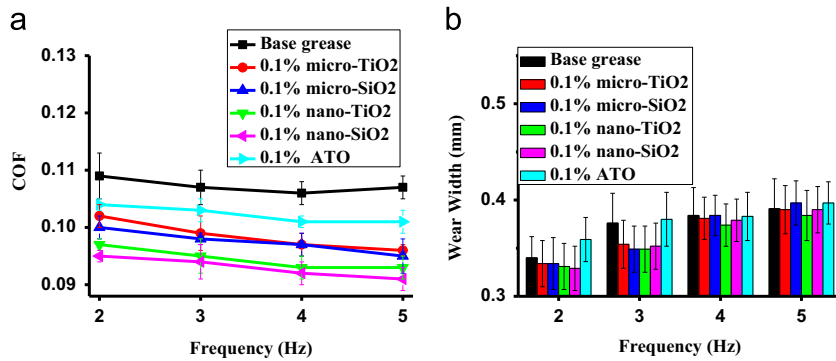 a
0.13
0.12
0.11
0.10
0.09
COF
2
3
4
5
Frequency (Hz)
Base grease
0.1% micro-TiO2
0.1% micro-SiO2
0.1% nano-TiO2
0.1% nano-SiO2
0.1% ATO
b
0.5
0.4
0.3
Wear Width (mm)
2
3
4
5
Frequency (Hz)
Base grease
0.1% micro-TiO2
0.1% micro-SiO2
0.1% nano-TiO2
0.1% nano-SiO2
0.1% ATO